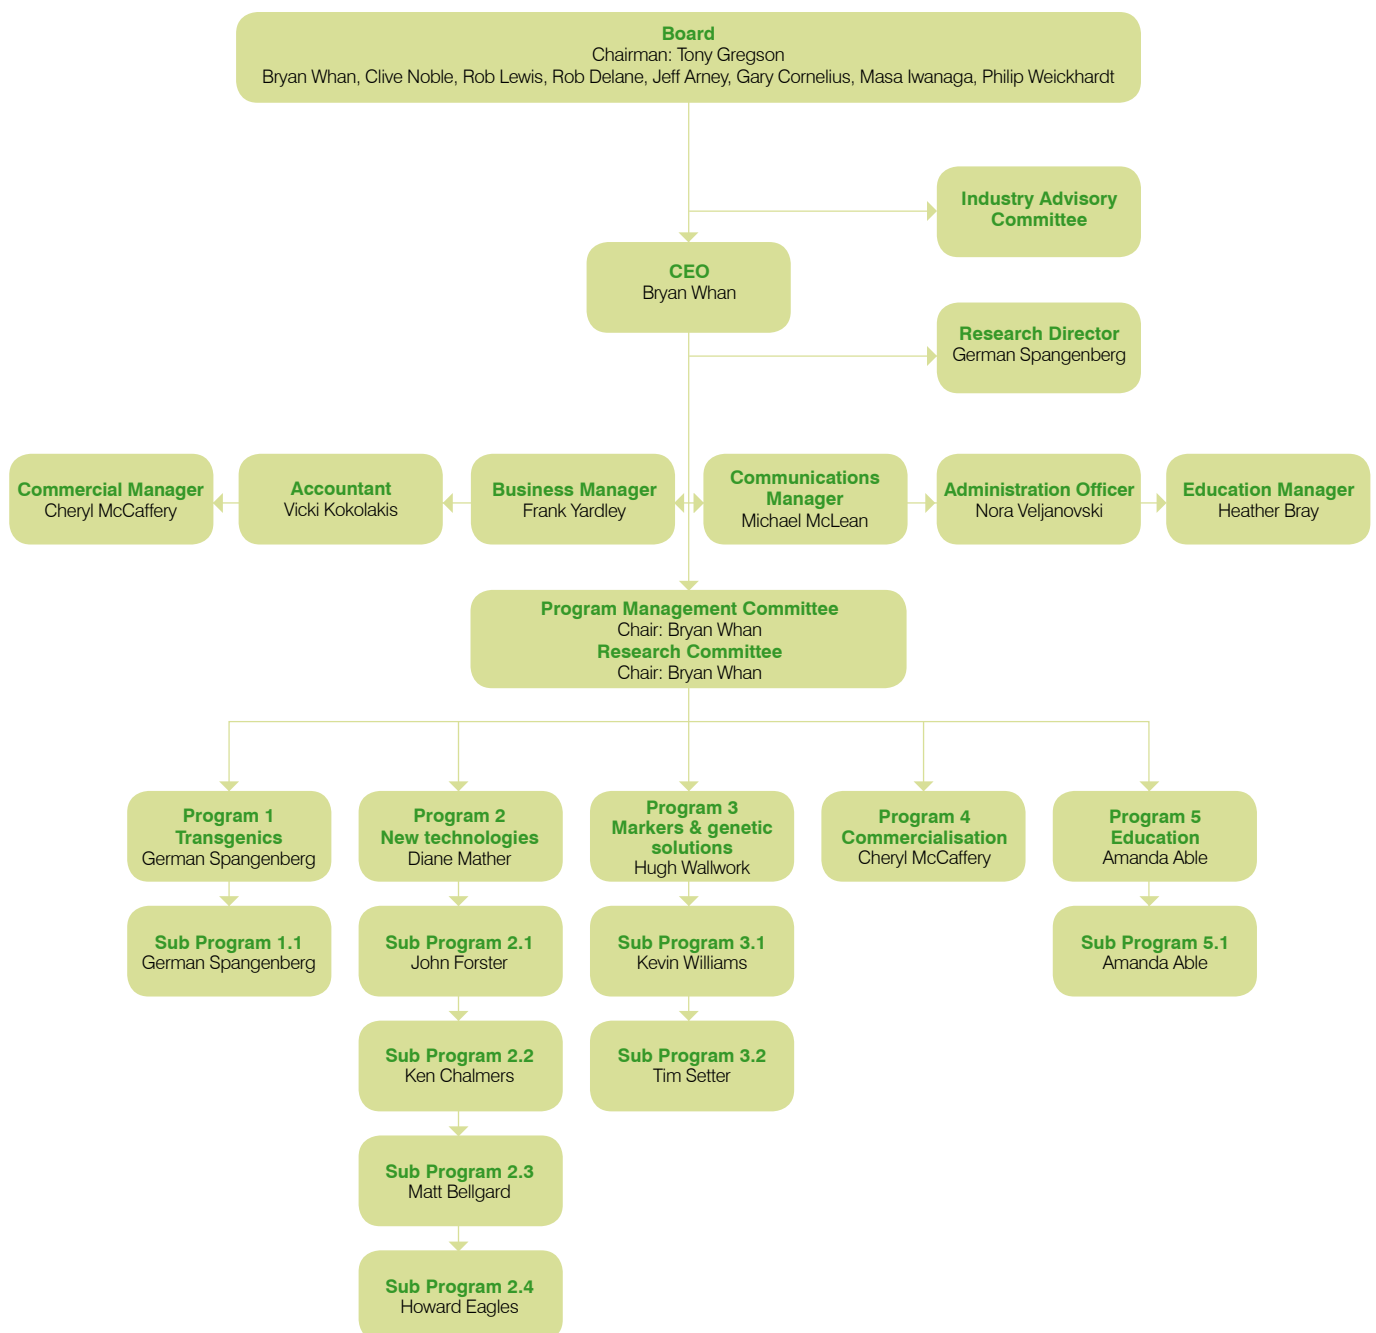 Board
Chairman: Tony Gregson
Bryan Whan, Clive Noble, Rob Lewis, Rob Delane, Jeff Arney, Gary Cornelius, Masa Iwanaga, Philip Weickhardt
Industry Advisory
Committee
CEO
Bryan Whan
Research Director
German Spangenberg
Commercial Manager
Cheryl McCaffery
Accountant
Vicki Kokolakis
Business Manager
Frank Yardley
Communications
Manager
Michael McLean
Administration Officer
Nora Veljanovski
Education Manager
Heather Bray
Program Management Committee
Chair: Bryan Whan
Research Committee
Chair: Bryan Whan
Program 1
Transgenics
German Spangenberg
Program 2
New technologies
Diane Mather
Program 3
Markers & genetic
solutions
Hugh Wallwork
Program 4
Commercialisation
Cheryl McCaffery
Program 5
Education
Amanda Able
Sub Program 1.1
German Spangenberg
Sub Program 2.1
John Forster
Sub Program 3.1
Kevin Williams
Sub Program 5.1
Amanda Able
Sub Program 2.2
Ken Chalmers
Sub Program 3.2
Tim Setter
Sub Program 2.3
Matt Bellgard
Sub Program 2.4
Howard Eagles